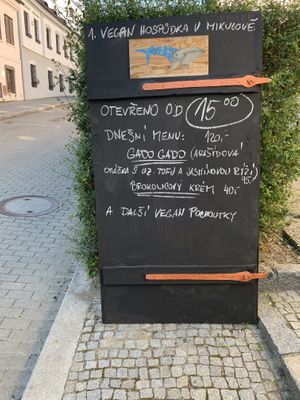 1. VEGAN HOSPŮDKA V MIKULOVĚ
OTEVŘENO OD 15:00
DNEŠNÍ MENU: 120,-
GADO GADO (ARAŠÍDOVÁ
OMÁČKA S UZ. TOFU A JASMÍNOVOU RÝŽÍ
95,-
BROKOLICOVÝ KRÉM 40,-
A DALŠÍ VEGAN POCHOUTKY